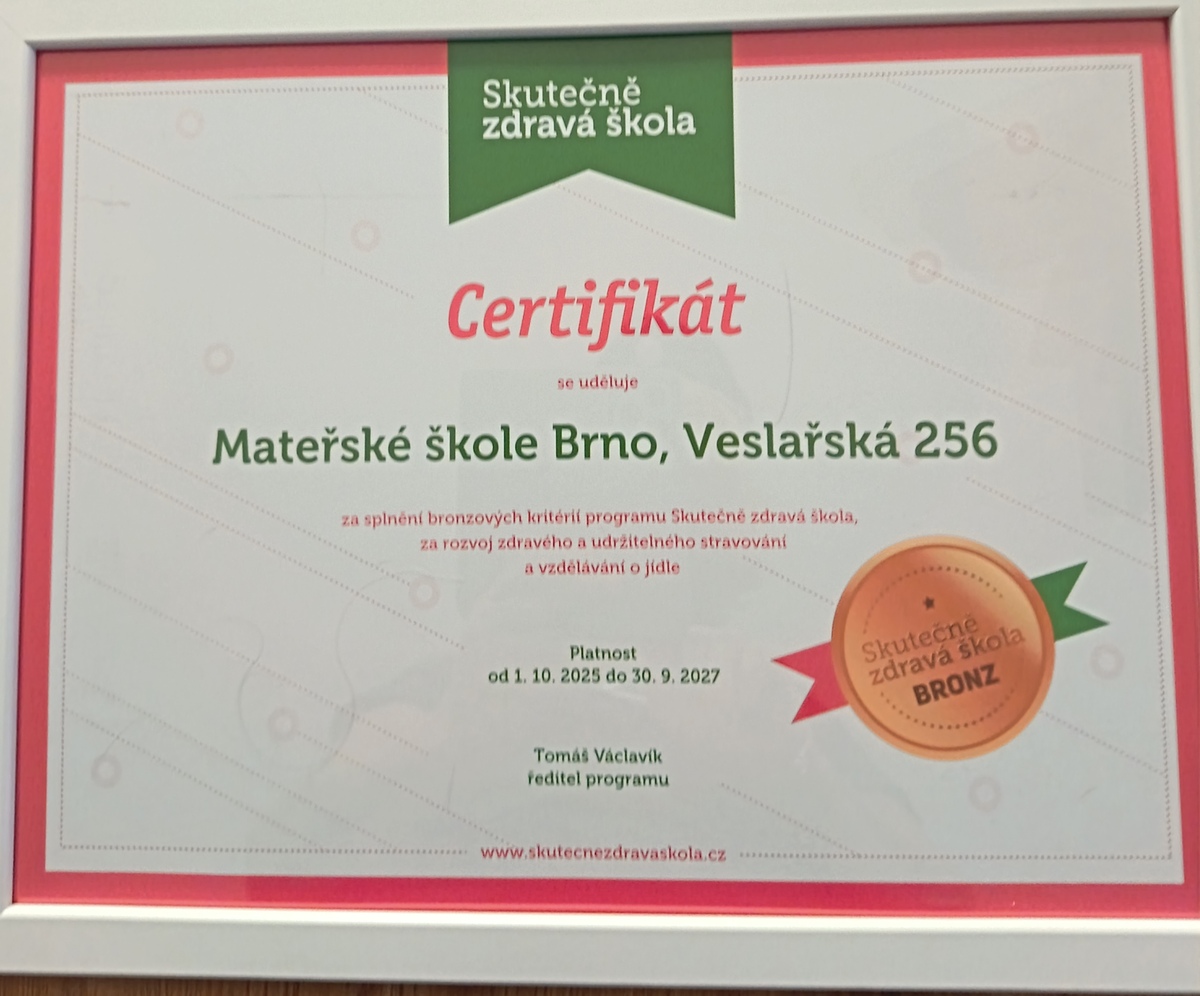 Skutečně
zdravá škola
Certifikát
se uděluje
Mateřské škole Brno, Veslařská 256
za splnění bronzových kritérií programu Skutečně zdravá škola,
za rozvoj zdravého a udržitelného stravování
a vzdělávání o jídle
Skutečně
zdravá škola
BRONZ
Platnost
od 1. 10. 2025 do 30. 9. 2027
Tomáš Václavík
ředitel programu
www.skutecnezdravaskola.cz